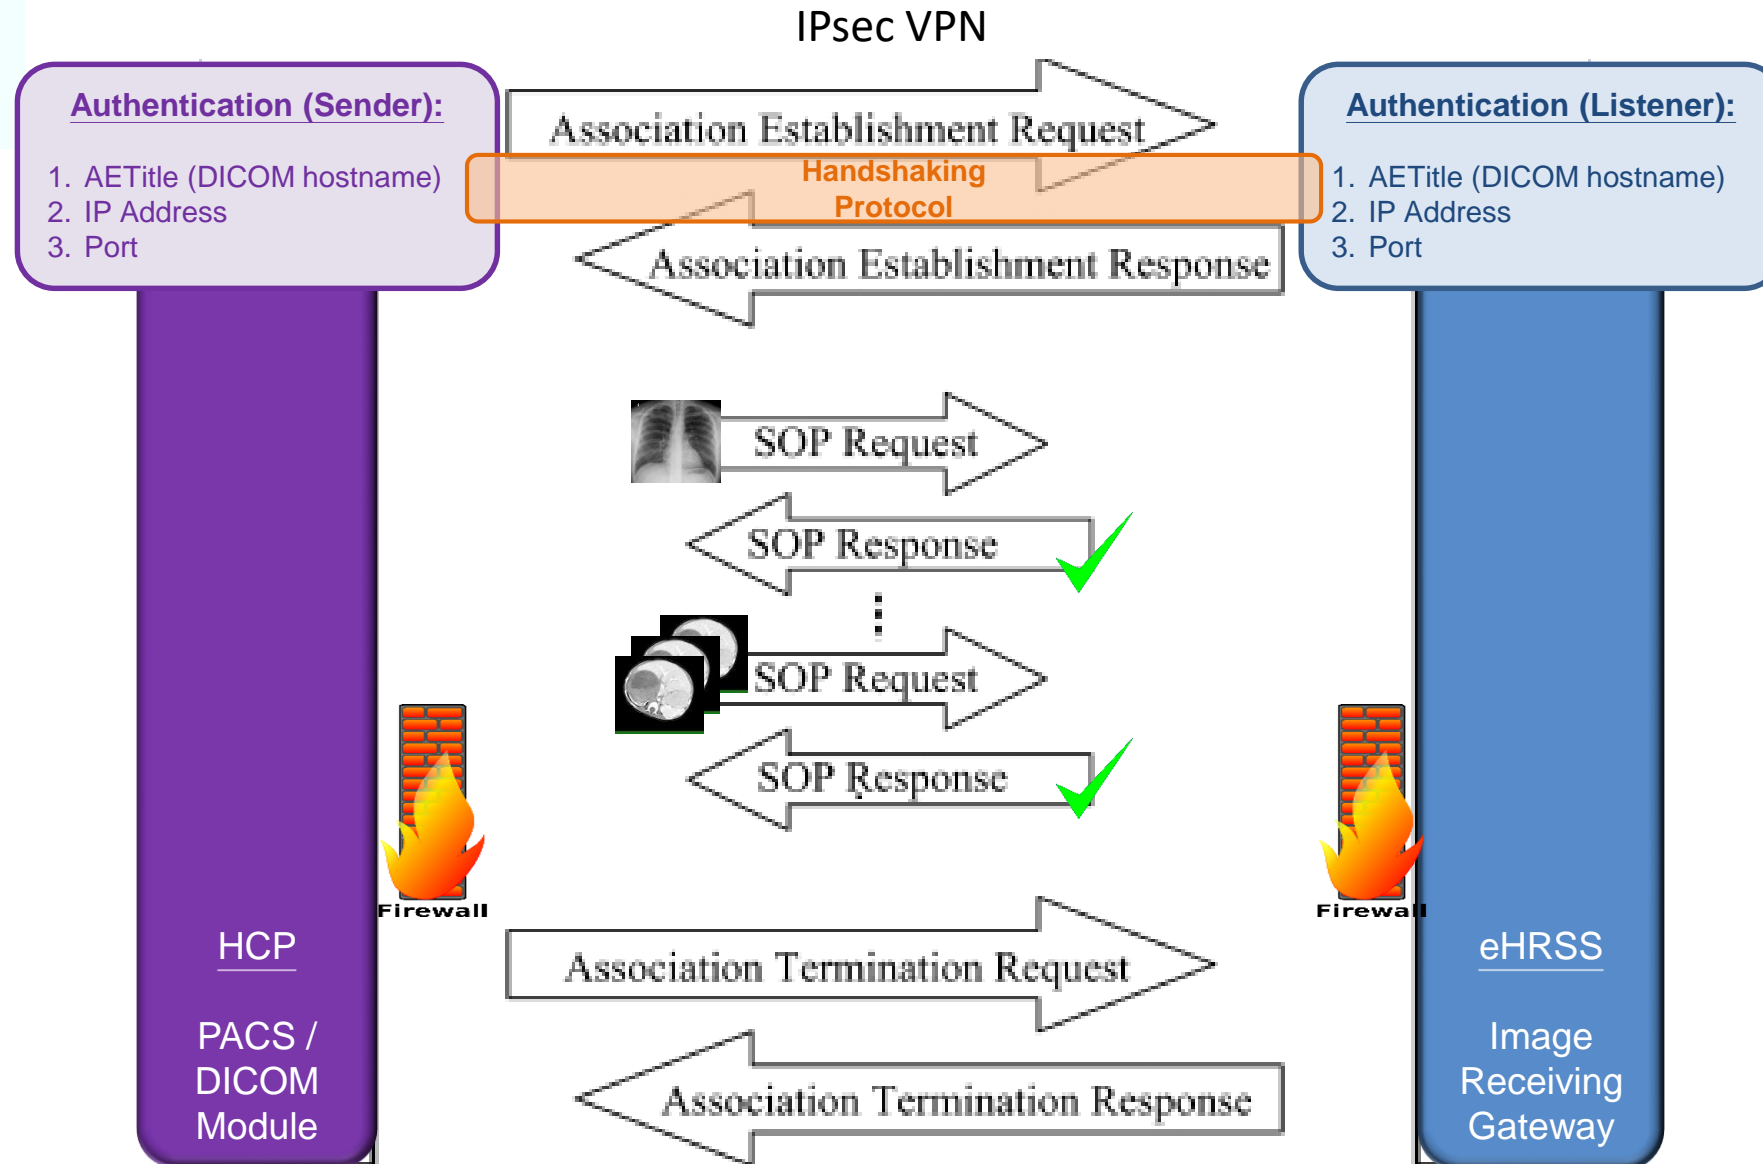 IPsec VPN
Authentication (Sender):
1. AETitle (DICOM hostname)
2. IP Address
3. Port
Association Establishment Request
Handshaking
Protocol
Association Establishment Response
Authentication (Listener):
1. AETitle (DICOM hostname)
2. IP Address
3. Port
SOP Request
SOP Response
SOP Request
SOP Response
Firewall
Firewall
Association Termination Request
Association Termination Response
HCP
PACS /
DICOM
Module
eHRSS
Image
Receiving
Gateway